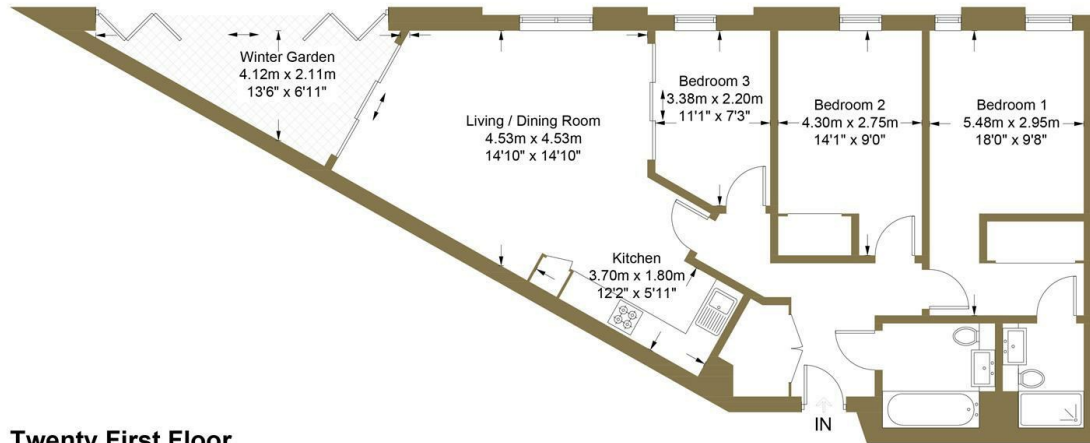 Winter Garden
4.12m x 2.11m
13'6" x 6'11"
Living / Dining Room
4.53m x 4.53m
14'10" x 14'10"
Bedroom 3
3.38m x 2.20m
11'1" x 7'3"
Bedroom 2
4.30m x 2.75m
14'1" x 9'0"
Bedroom 1
5.48m x 2.95m
18'0" x 9'8"
Kitchen
3.70m x 1.80m
12'2" x 5'11"
IN
Twenty First Floor